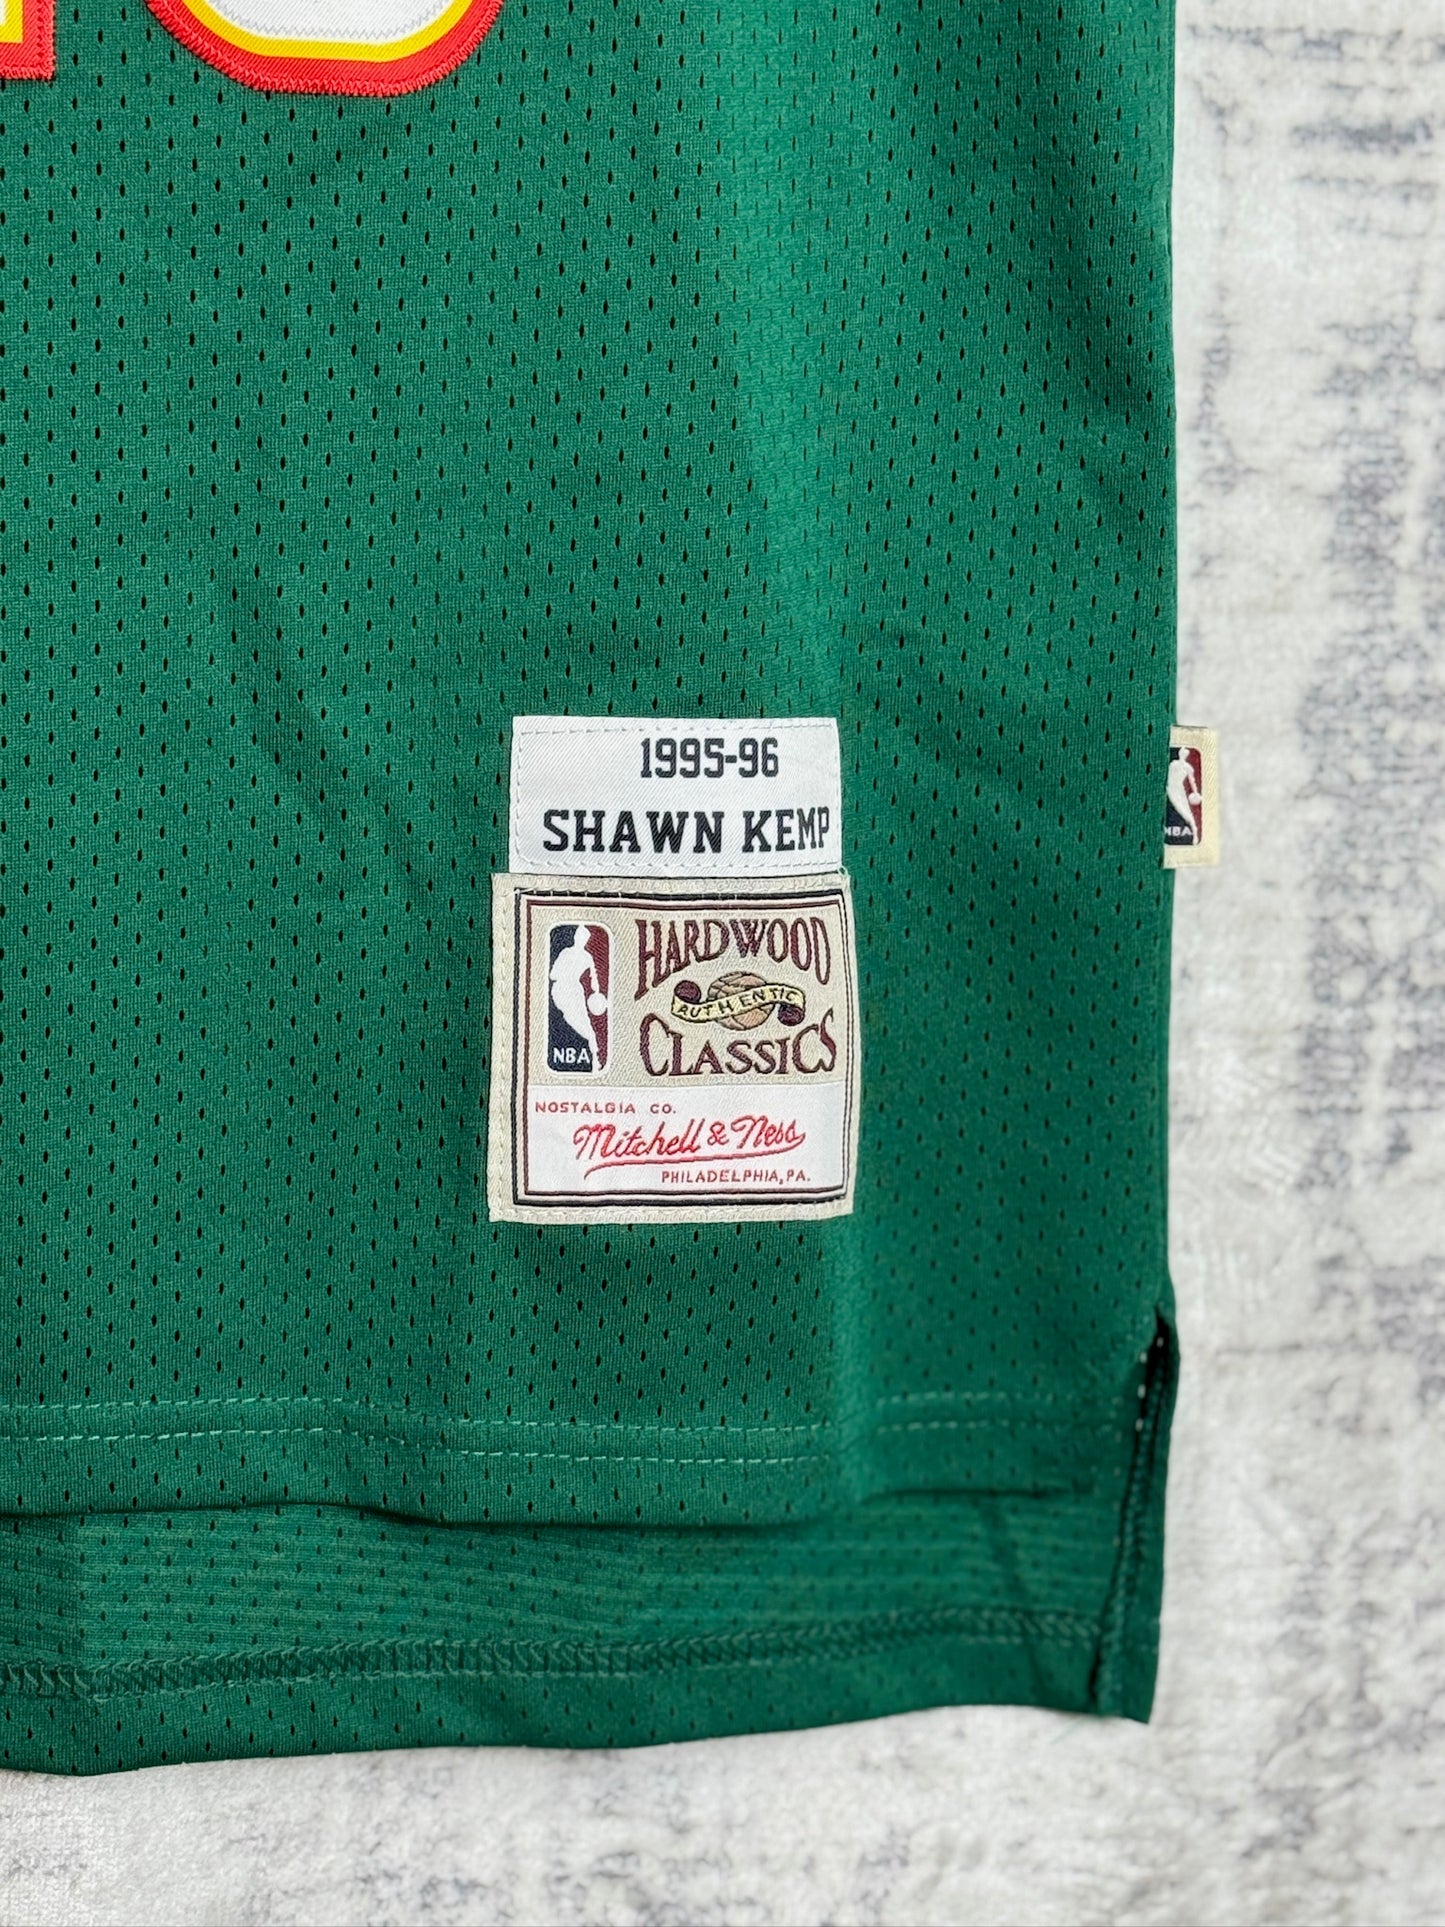 1995-96
SHAWN KEMP
HARDWOOD
AUTHENTIC
CLASSICS
NBA
NOSTALGIA CO.
Mitchell & Ness
PHILADELPHIA, PA.
NBA